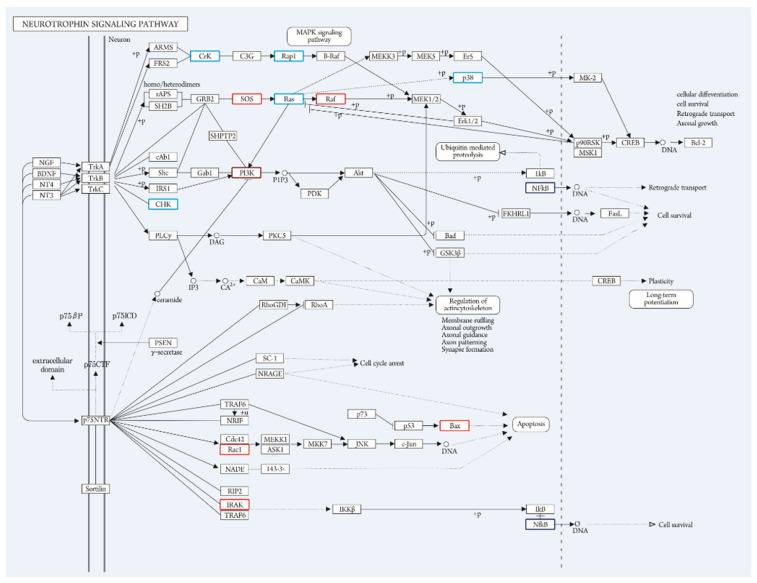 NEUROTROPHIN SIGNALING PATHWAY
Neuron
MAPK signaling
pathway
ARMS
FR2
+p
CrK
C3G
Rap1
B-Raf
MEKK3
+p
MEK5
+p
Er5
p38
+p
+p
MK-2
homo/heterodimers
rAPS
SH2B
+p
GRB2
SOS
Ras
Raf
+p
MEK1/2
+p
Erk1/2
+p
+p
p90RSK
MSK1
+p
CREB
DNA
Bcl-2
cellular differentiation
cell survival
Retrograde transport
Axonal growth
SHPTP2
Ubiquitin mediated
proteolysis
NGF
BDNF
NT4
NT3
TrkA
TrkB
TrkC
cAb1
Shc
+p
IRS1
+p
CHK
Gab1
PI3K
P1P3
PDK
Akt
+p
IkB
NFkB
DNA
Retrograde transport
+p
FKHRL1
DNA
FasL
Cell survival
+p
Bad
+p
GSK3β
PLCγ
DAG
PKCδ
IP3
CA2+
CaM
CaMK
ceramide
CREB
Plasticity
Long-term
potentiation
RhoGDI
RhoA
Regulation of
actincytoskeleton
Membrane ruffling
Axonal outgrowth
Axonal guidance
Axon patterning
Synapse formation
p75βP
p75ICD
PSEN
γ-secretase
extracellular
domain
p75CTF
SC-1
NRAGE
Cell cycle arrest
p75NTR
TRAF6
+u
NRIF
p73
p53
Bax
Apoptosis
Cdc42
Rac1
MEKK1
ASK1
MKK7
JNK
c-Jun
DNA
NADE
Sortilin
RIP2
IRAK
TRAF6
IKKβ
+p
IkB
NfkB
DNA
Cell survival